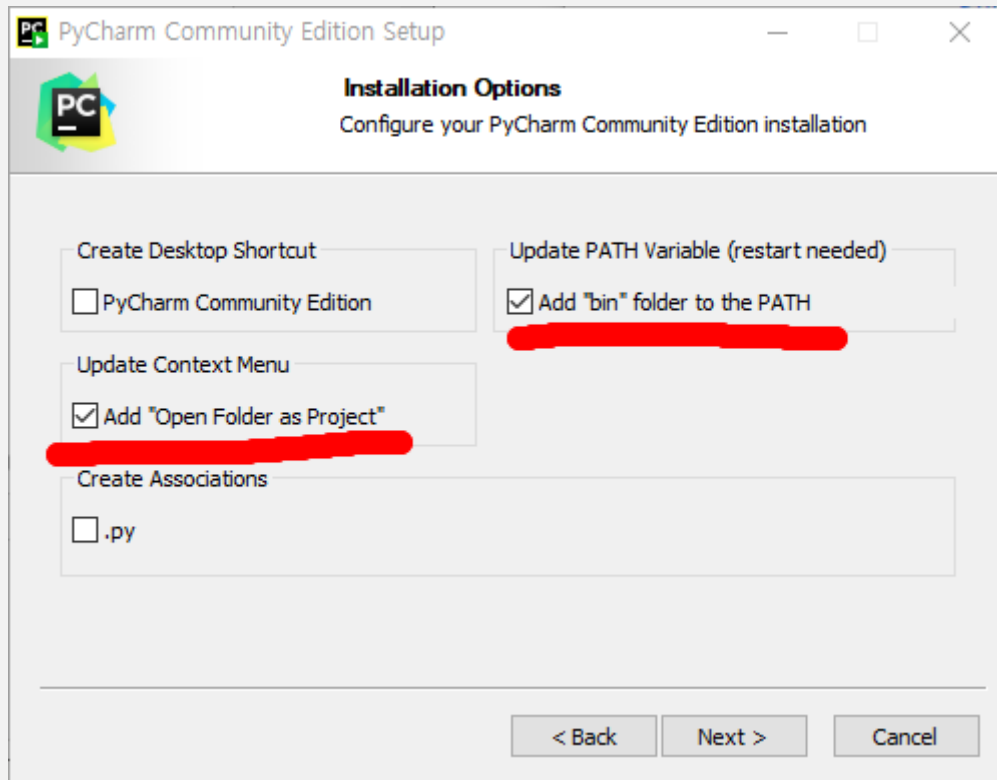 PyCharm Community Edition Setup
PC
Installation Options
Configure your PyCharm Community Edition installation
Create Desktop Shortcut
PyCharm Community Edition
Update PATH Variable (restart needed)
Add "bin" folder to the PATH
Update Context Menu
Add "Open Folder as Project"
Create Associations
.py
< Back
Next >
Cancel